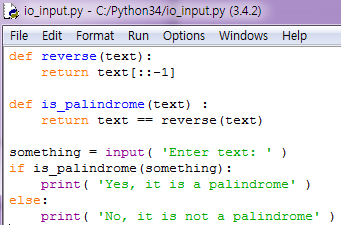 io_input.py - C:/Python34/io_input.py (3.4.2)
File Edit Format Run Options Windows Help
def reverse(text):
    return text[::-1]
def is_palindrome(text) :
    return text == reverse(text)
something = input( 'Enter text: ' )
if is_palindrome(something):
    print( 'Yes, it is a palindrome' )
else:
    print( 'No, it is not a palindrome' )